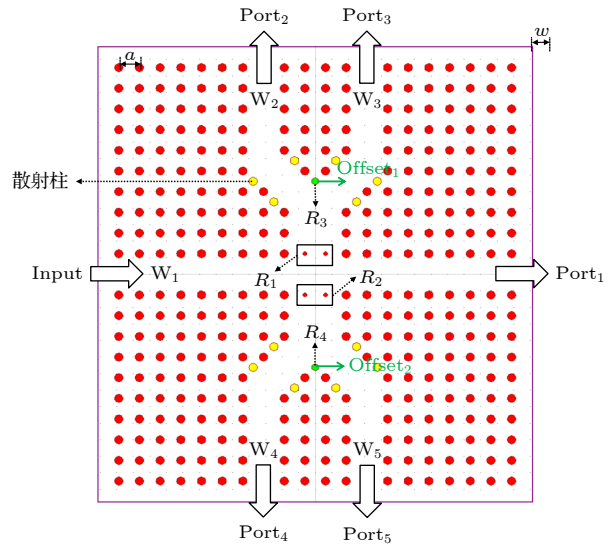 Port₂ Port₃
a
w
W₂ W₃
散射柱
Offset₁
R₃
Input W₁
R₁ R₂
Port₁
R₄
Offset₂
W₄ W₅
Port₄ Port₅